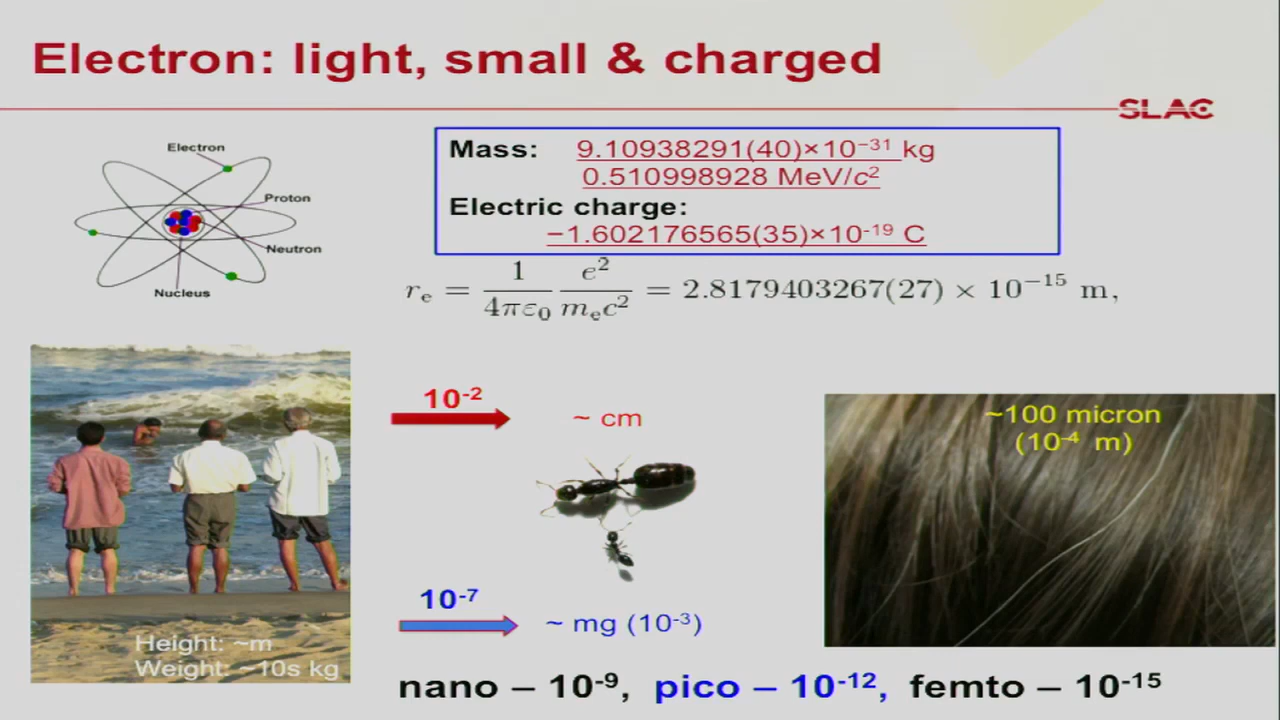 Electron: light, small & charged
SLAC
Electron
Proton
Neutron
Nucleus
Mass: 9.10938291(40)×10⁻³¹ kg
0.510998928 MeV/c²
Electric charge:
−1.602176565(35)×10⁻¹⁹ C
rₑ = 1/(4πε₀) e²/(mₑc²) = 2.8179403267(27) × 10⁻¹⁵ m,
10⁻²
~ cm
~100 micron
(10⁻⁴ m)
10⁻⁷
~ mg (10⁻³)
Height: ~m
Weight: ~10s kg
nano – 10⁻⁹, pico – 10⁻¹², femto – 10⁻¹⁵